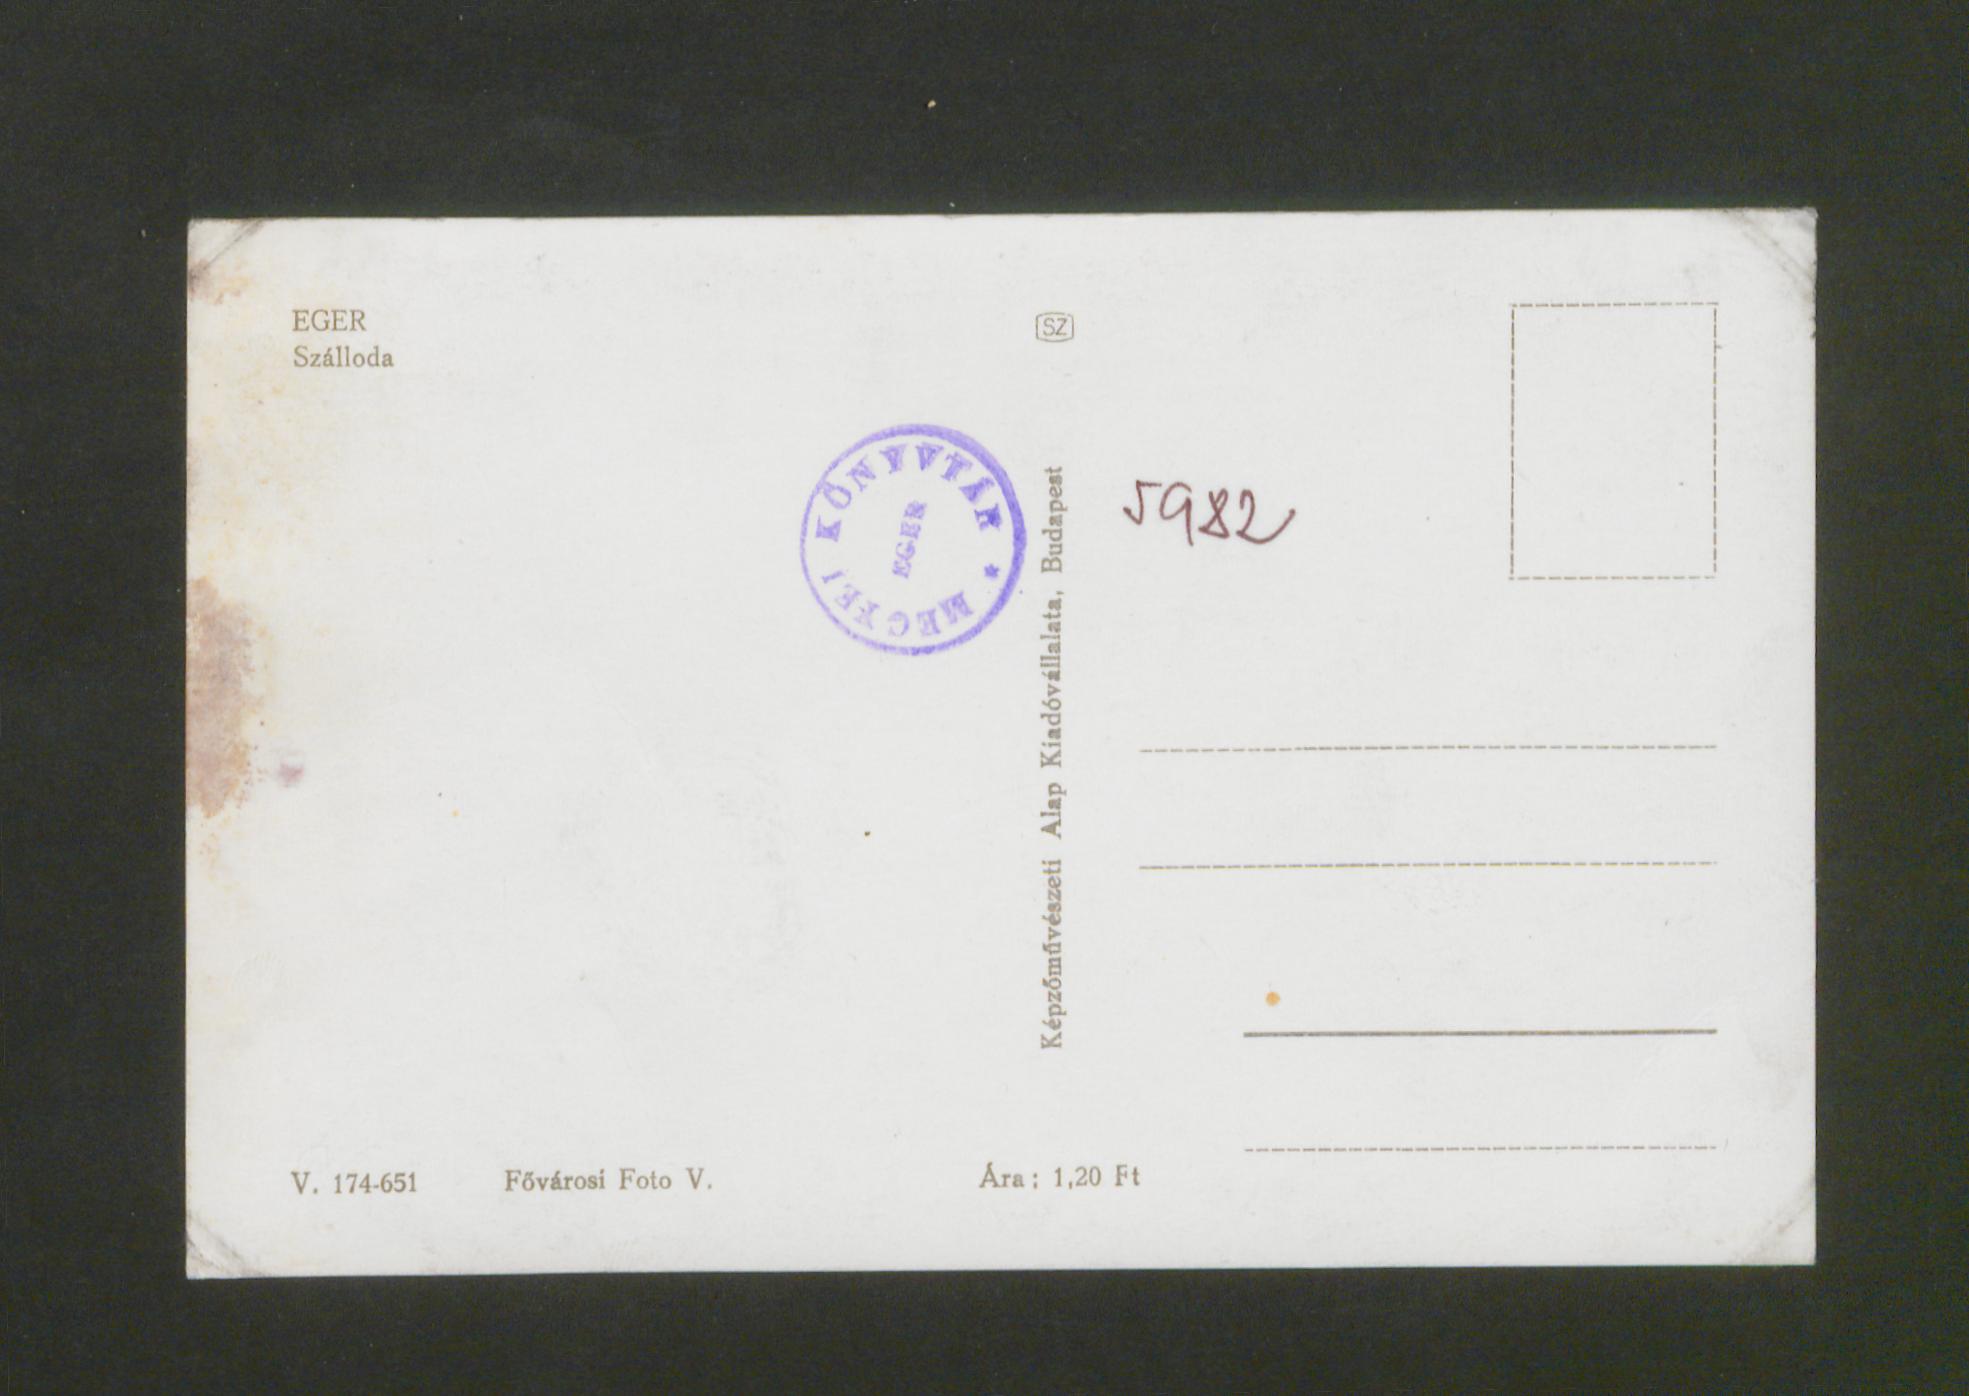 EGER
Szálloda
SZ
MEGYEI KÖNYVTÁR *
EGER
Képzőművészeti Alap Kiadóvállalata, Budapest
5982
V. 174-651 Fővárosi Foto V. Ára: 1,20 Ft